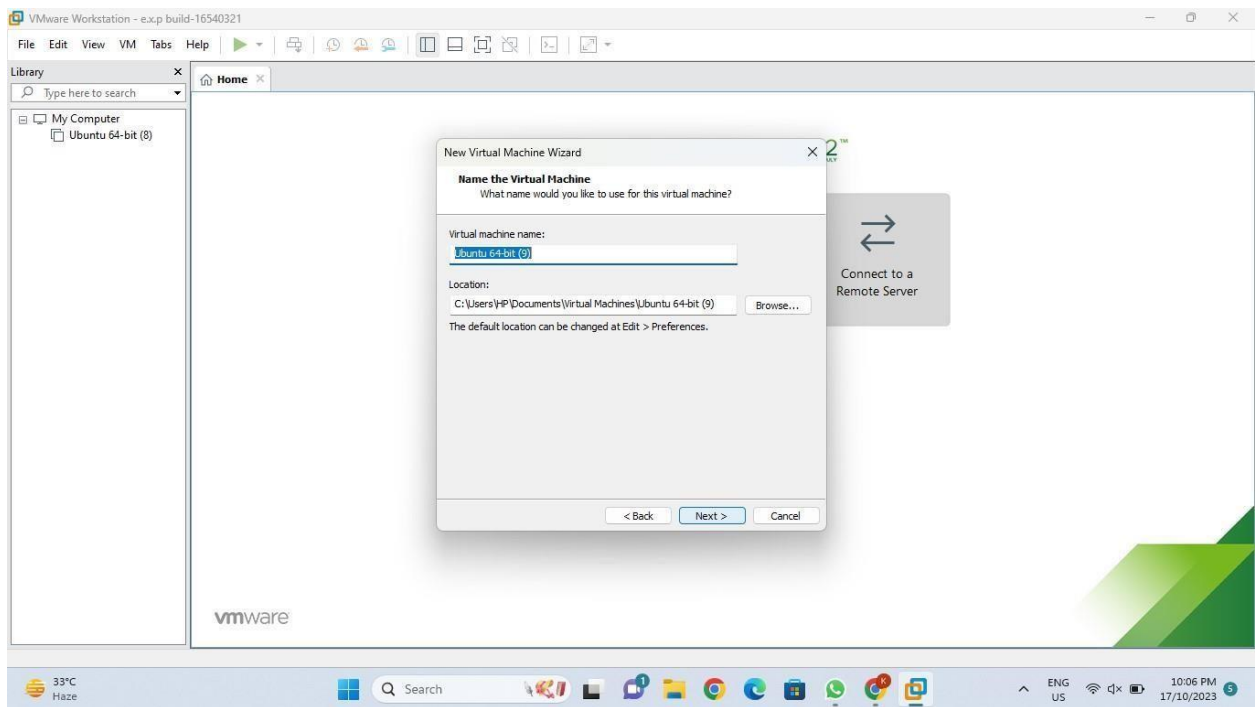 VMware Workstation - e.x.p build-16540321
File Edit View VM Tabs Help
Library
Home
Type here to search
My Computer
Ubuntu 64-bit (8)
New Virtual Machine Wizard
2™
Name the Virtual Machine
What name would you like to use for this virtual machine?
Virtual machine name:
Ubuntu 64-bit (9)
Location:
C:\Users\HP\Documents\Virtual Machines\Ubuntu 64-bit (9)
Browse...
The default location can be changed at Edit > Preferences.
Connect to a
Remote Server
< Back Next > Cancel
vmware
33°C
Haze
Search
1
K
ENG
US
10:06 PM
17/10/2023
5